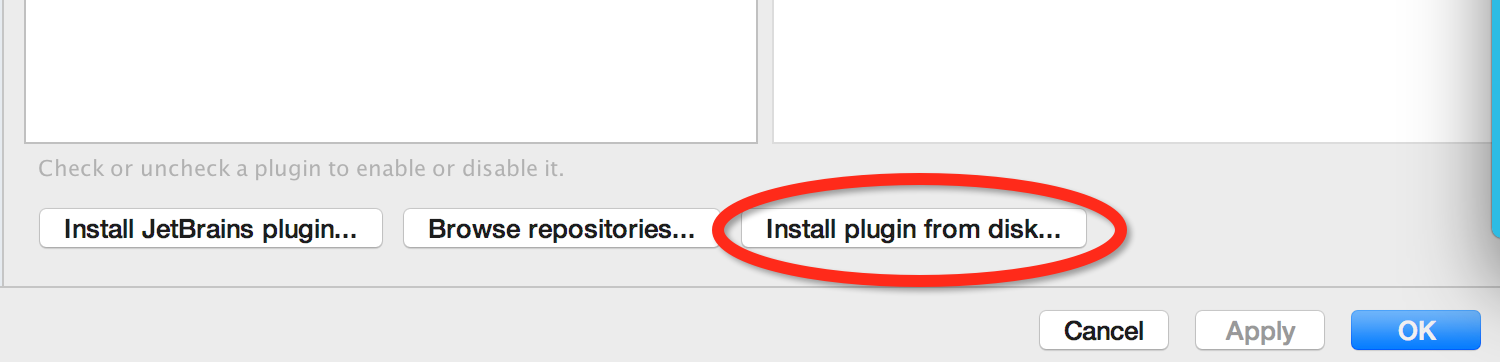 Check or uncheck a plugin to enable or disable it.
Install JetBrains plugin...
Browse repositories...
Install plugin from disk...
Cancel
Apply
OK